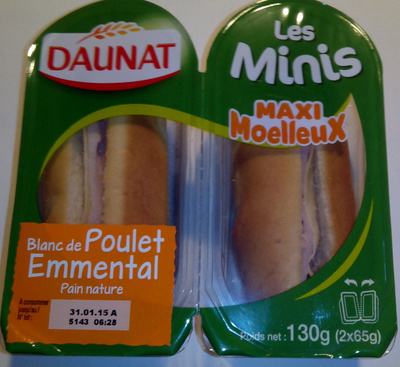 DAUNAT
Les
Minis
MAXI
Moelleux
Blanc de Poulet
Emmental
Pain nature
A consommer
jusqu'au /
N° lot :
31.01.15 A
5143 06:28
Poids net : 130g (2x65g)